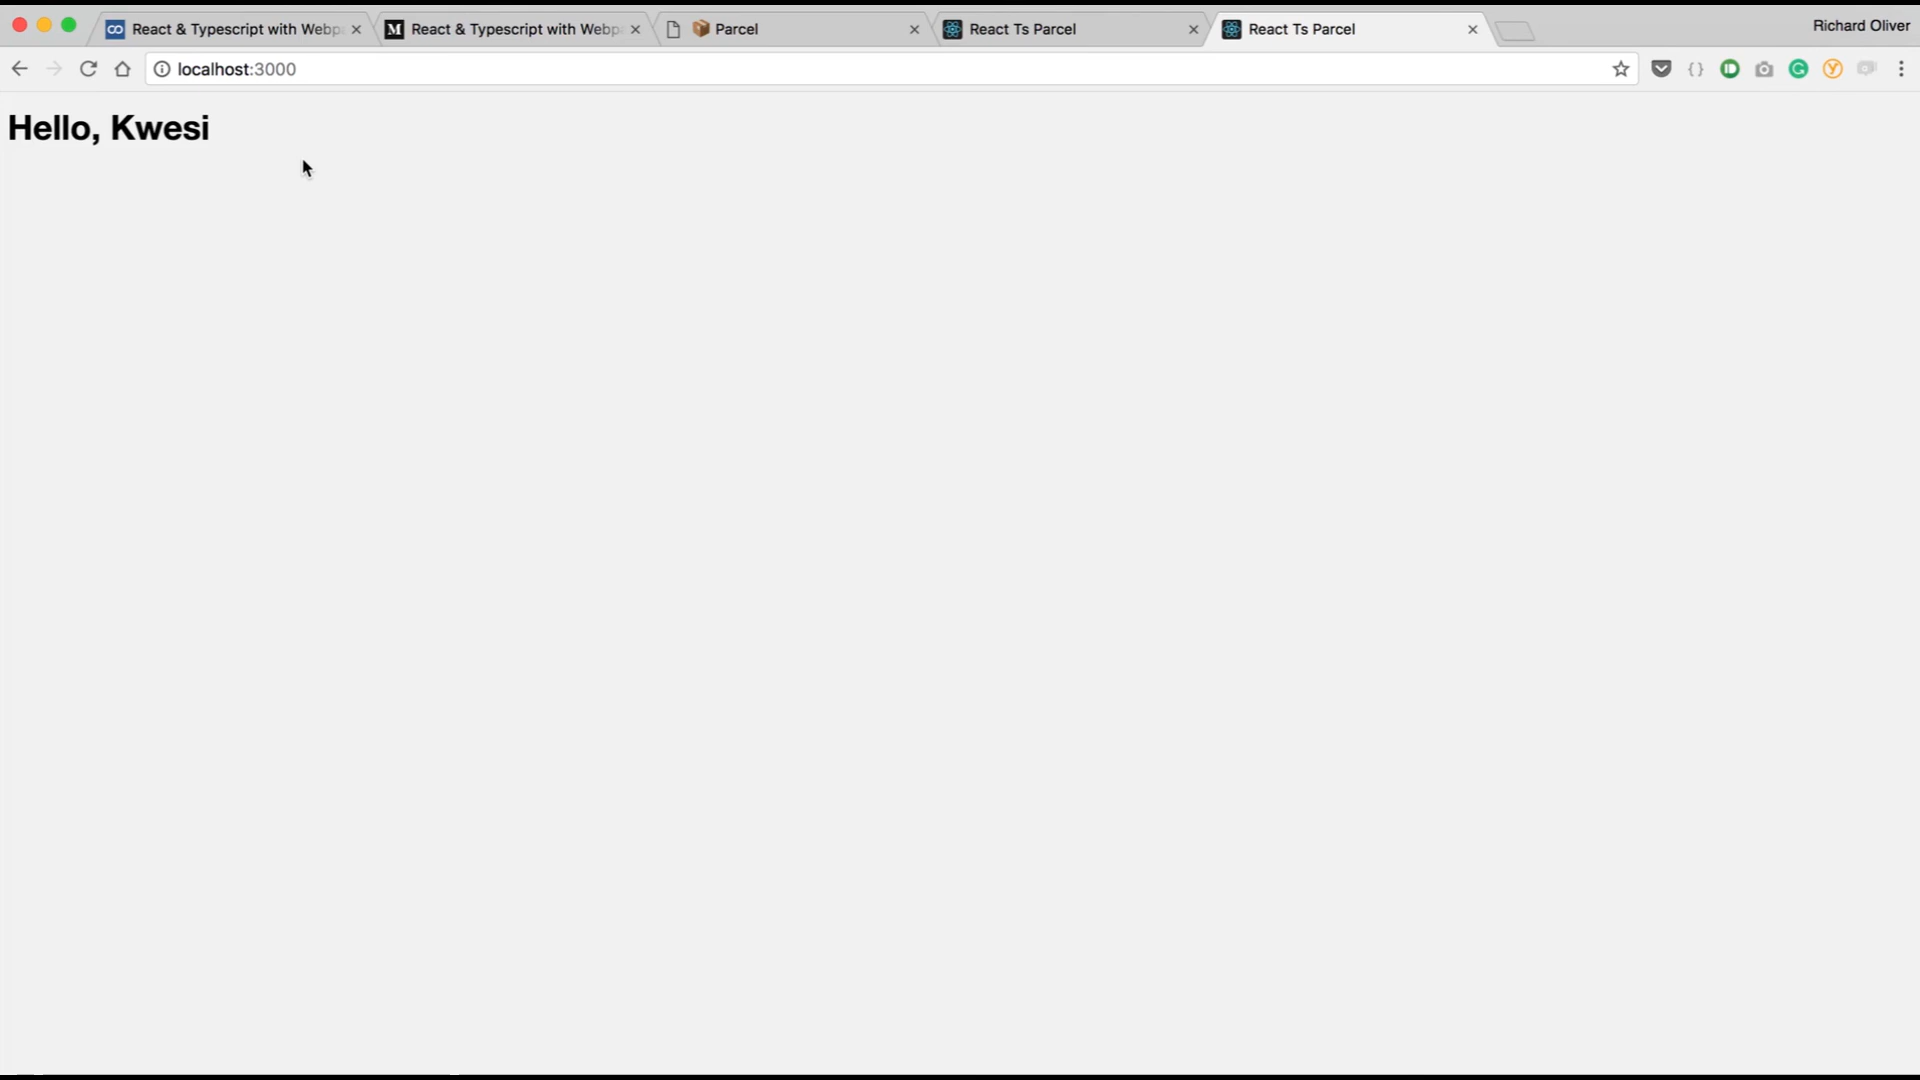 React & Typescript with Webp
React & Typescript with Webp
Parcel
React Ts Parcel
React Ts Parcel
Richard Oliver
localhost:3000
Hello, Kwesi